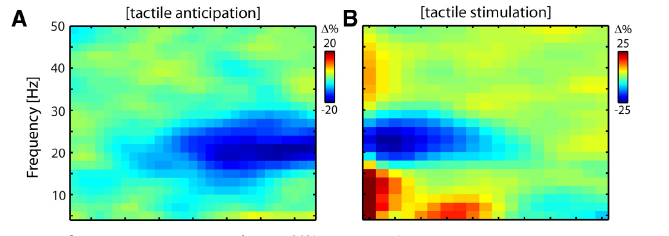 A [tactile anticipation] B [tactile stimulation]
Δ% Δ%
50 20 25
40
-20 -25
30
20
10
Frequency [Hz]